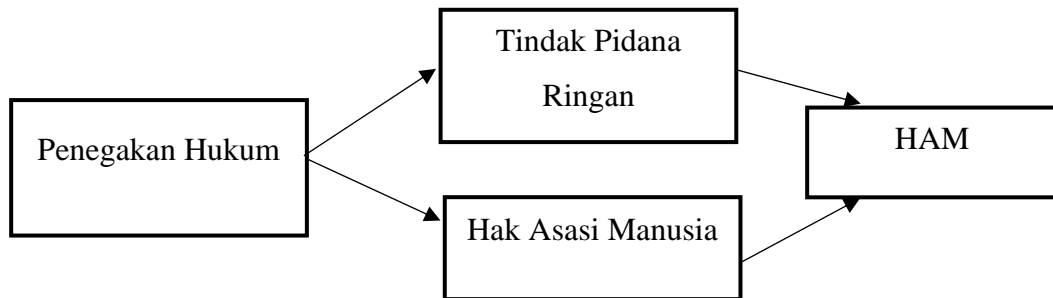 Tindak Pidana
Ringan
Penegakan Hukum
HAM
Hak Asasi Manusia